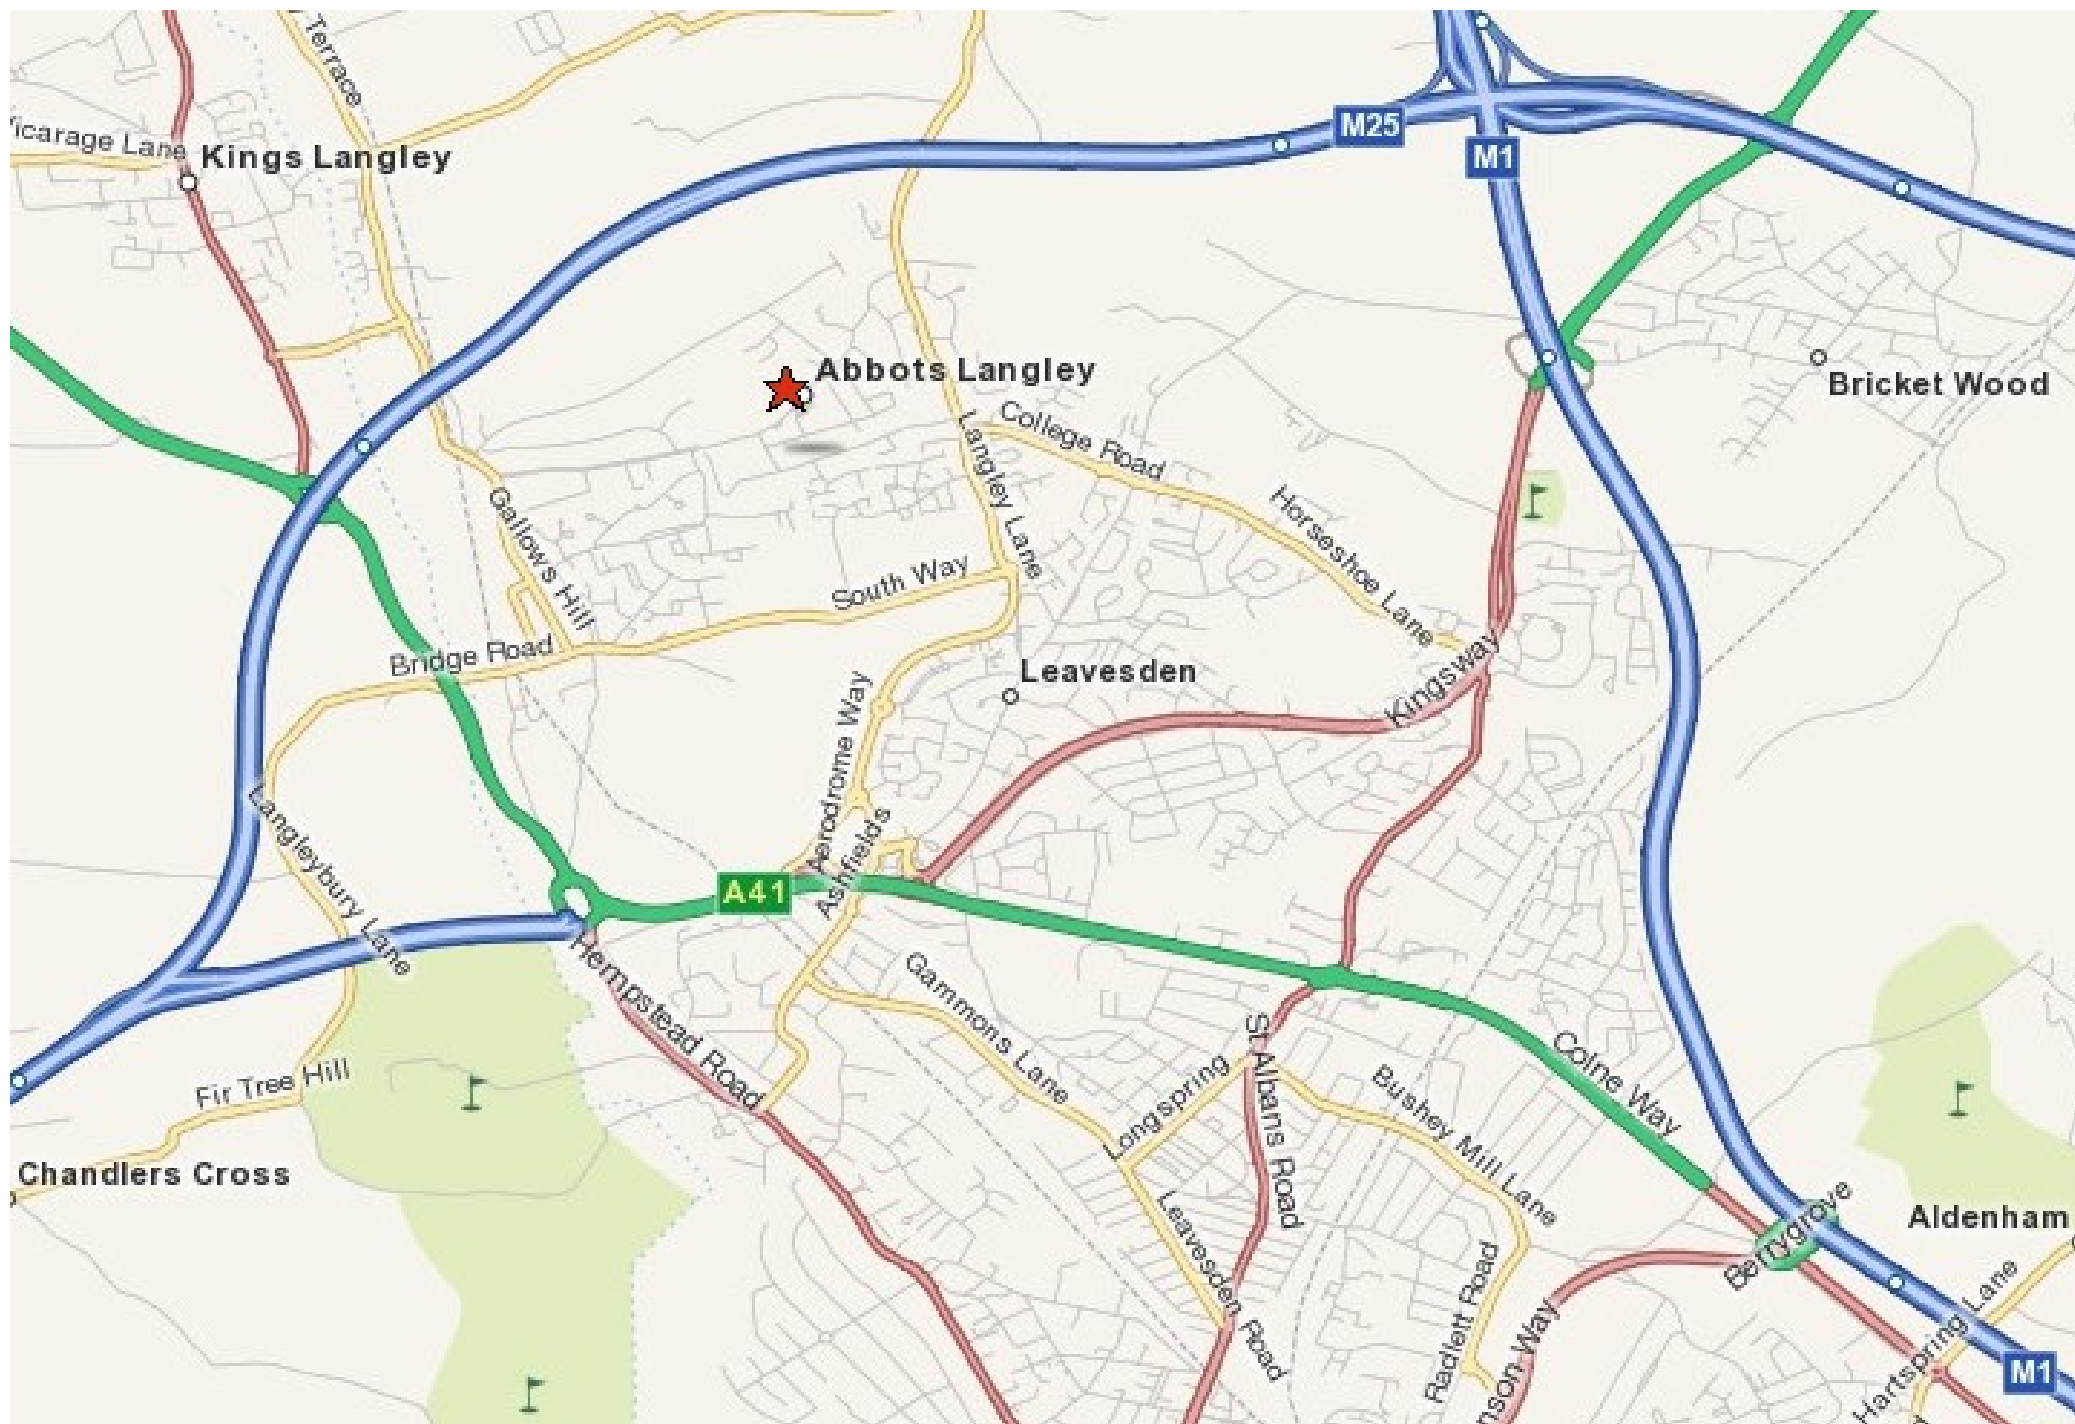 Terrace
M25
M1
Vicarage Lane
Kings Langley
Abbots Langley
Bricket Wood
College Road
Langley Lane
Horseshoe Lane
Gallows Hill
South Way
Bridge Road
Leavesden
Kingsway
Aerodrome Way
Langleybury Lane
Ashfields
A41
Hempstead Road
Gammons Lane
St Albans Road
Colne Way
Longspring
Bushey Mill Lane
Fir Tree Hill
Chandlers Cross
Leavesden Road
Berrygrove
Aldenham
Radlett Road
nson Way
Hartspring Lane
M1